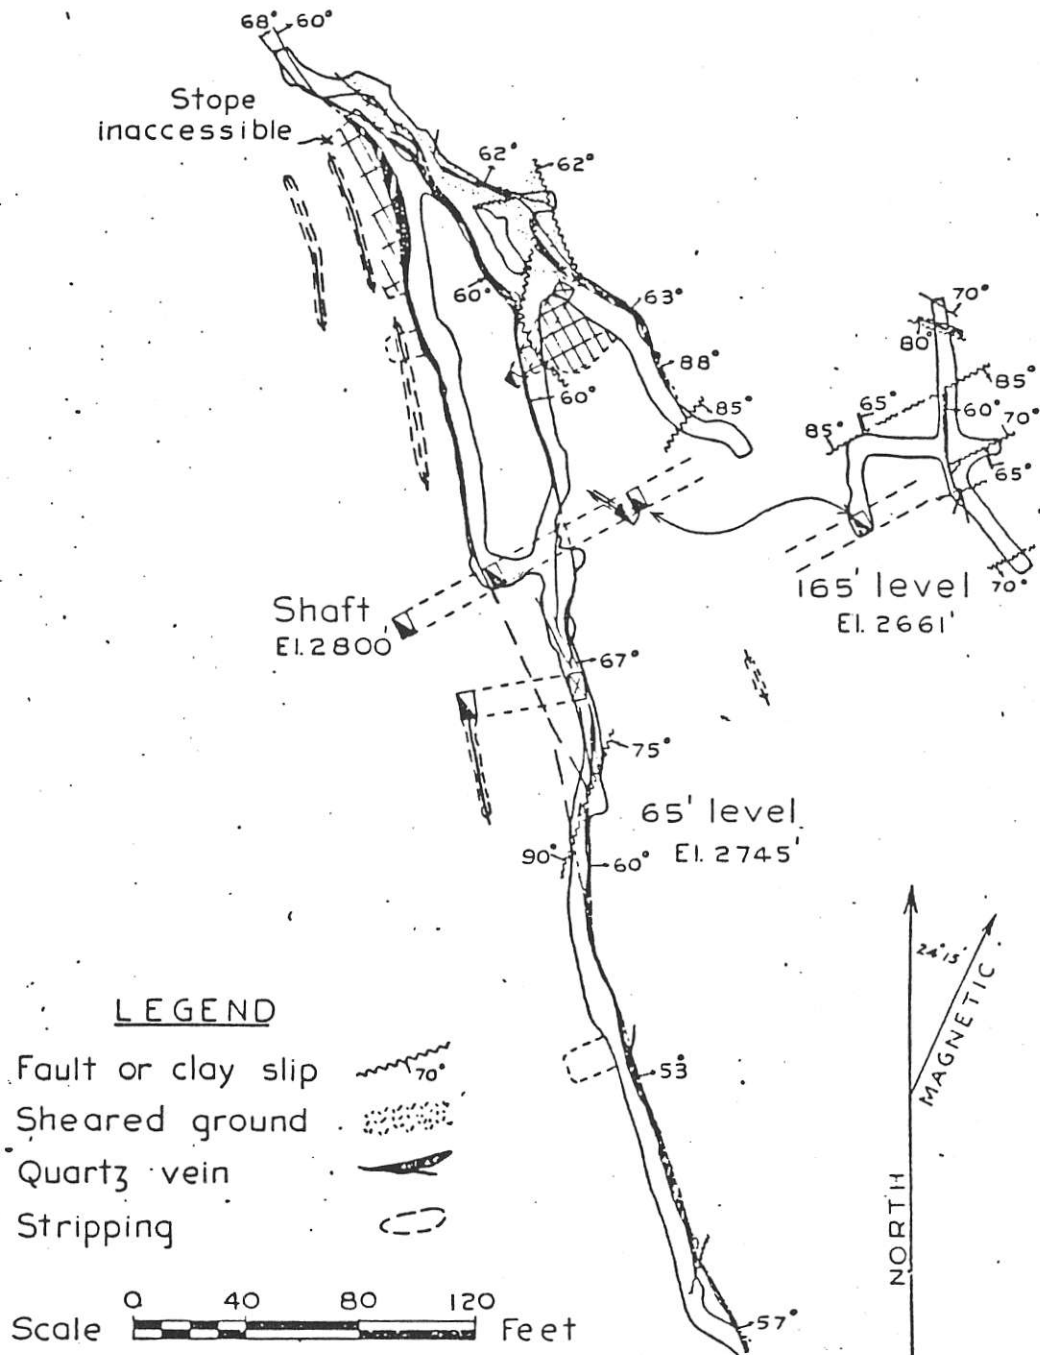 68° 60°
Stope
inaccessible
62° 62°
60° 63°
88°
60° 85°
70°
80°
85°
65° 60° 70°
85°
65°
70°
165' level
El. 2661'
Shaft
El. 2800'
67°
75°
65' level
El. 2745'
90° 60°
53°
57°
24° 15'
MAGNETIC
NORTH
LEGEND
Fault or clay slip 70°
Sheared ground
Quartz vein
Stripping
0 40 80 120
Scale Feet